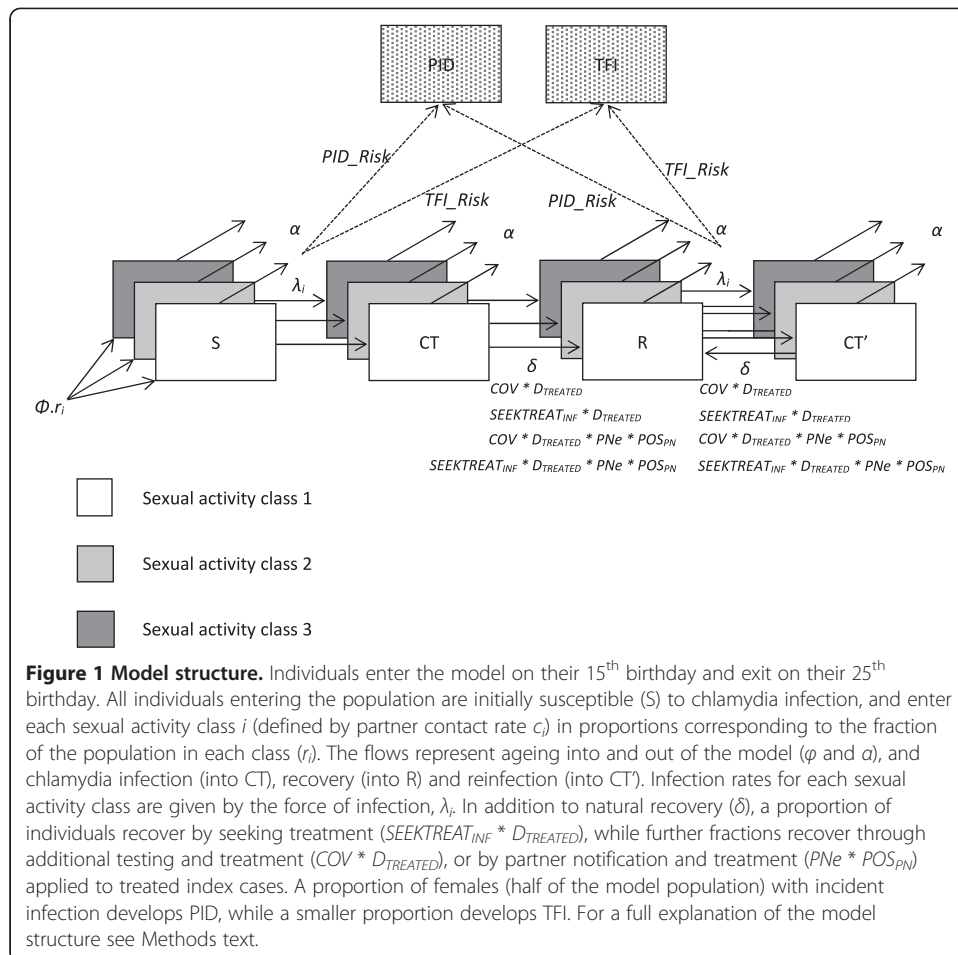 PID
TFI
PID_Risk
TFI_Risk
TFI_Risk
PID_Risk
α
α
α
α
λi
λi
S
CT
R
CT’
Φ.ri
δ
δ
COV * DTREATED
COV * DTREATED
SEEKTREATINF * DTREATED
SEEKTREATINF * DTREATED
COV * DTREATED * PNe * POSPN
COV * DTREATED * PNe * POSPN
SEEKTREATINF * DTREATED * PNe * POSPN
SEEKTREATINF * DTREATED * PNe * POSPN
Sexual activity class 1
Sexual activity class 2
Sexual activity class 3
Figure 1 Model structure. Individuals enter the model on their 15th birthday and exit on their 25th
birthday. All individuals entering the population are initially susceptible (S) to chlamydia infection, and enter
each sexual activity class i (defined by partner contact rate ci) in proportions corresponding to the fraction
of the population in each class (ri). The flows represent ageing into and out of the model (φ and α), and
chlamydia infection (into CT), recovery (into R) and reinfection (into CT’). Infection rates for each sexual
activity class are given by the force of infection, λi. In addition to natural recovery (δ), a proportion of
individuals recover by seeking treatment (SEEKTREATINF * DTREATED), while further fractions recover through
additional testing and treatment (COV * DTREATED), or by partner notification and treatment (PNe * POSPN)
applied to treated index cases. A proportion of females (half of the model population) with incident
infection develops PID, while a smaller proportion develops TFI. For a full explanation of the model
structure see Methods text.